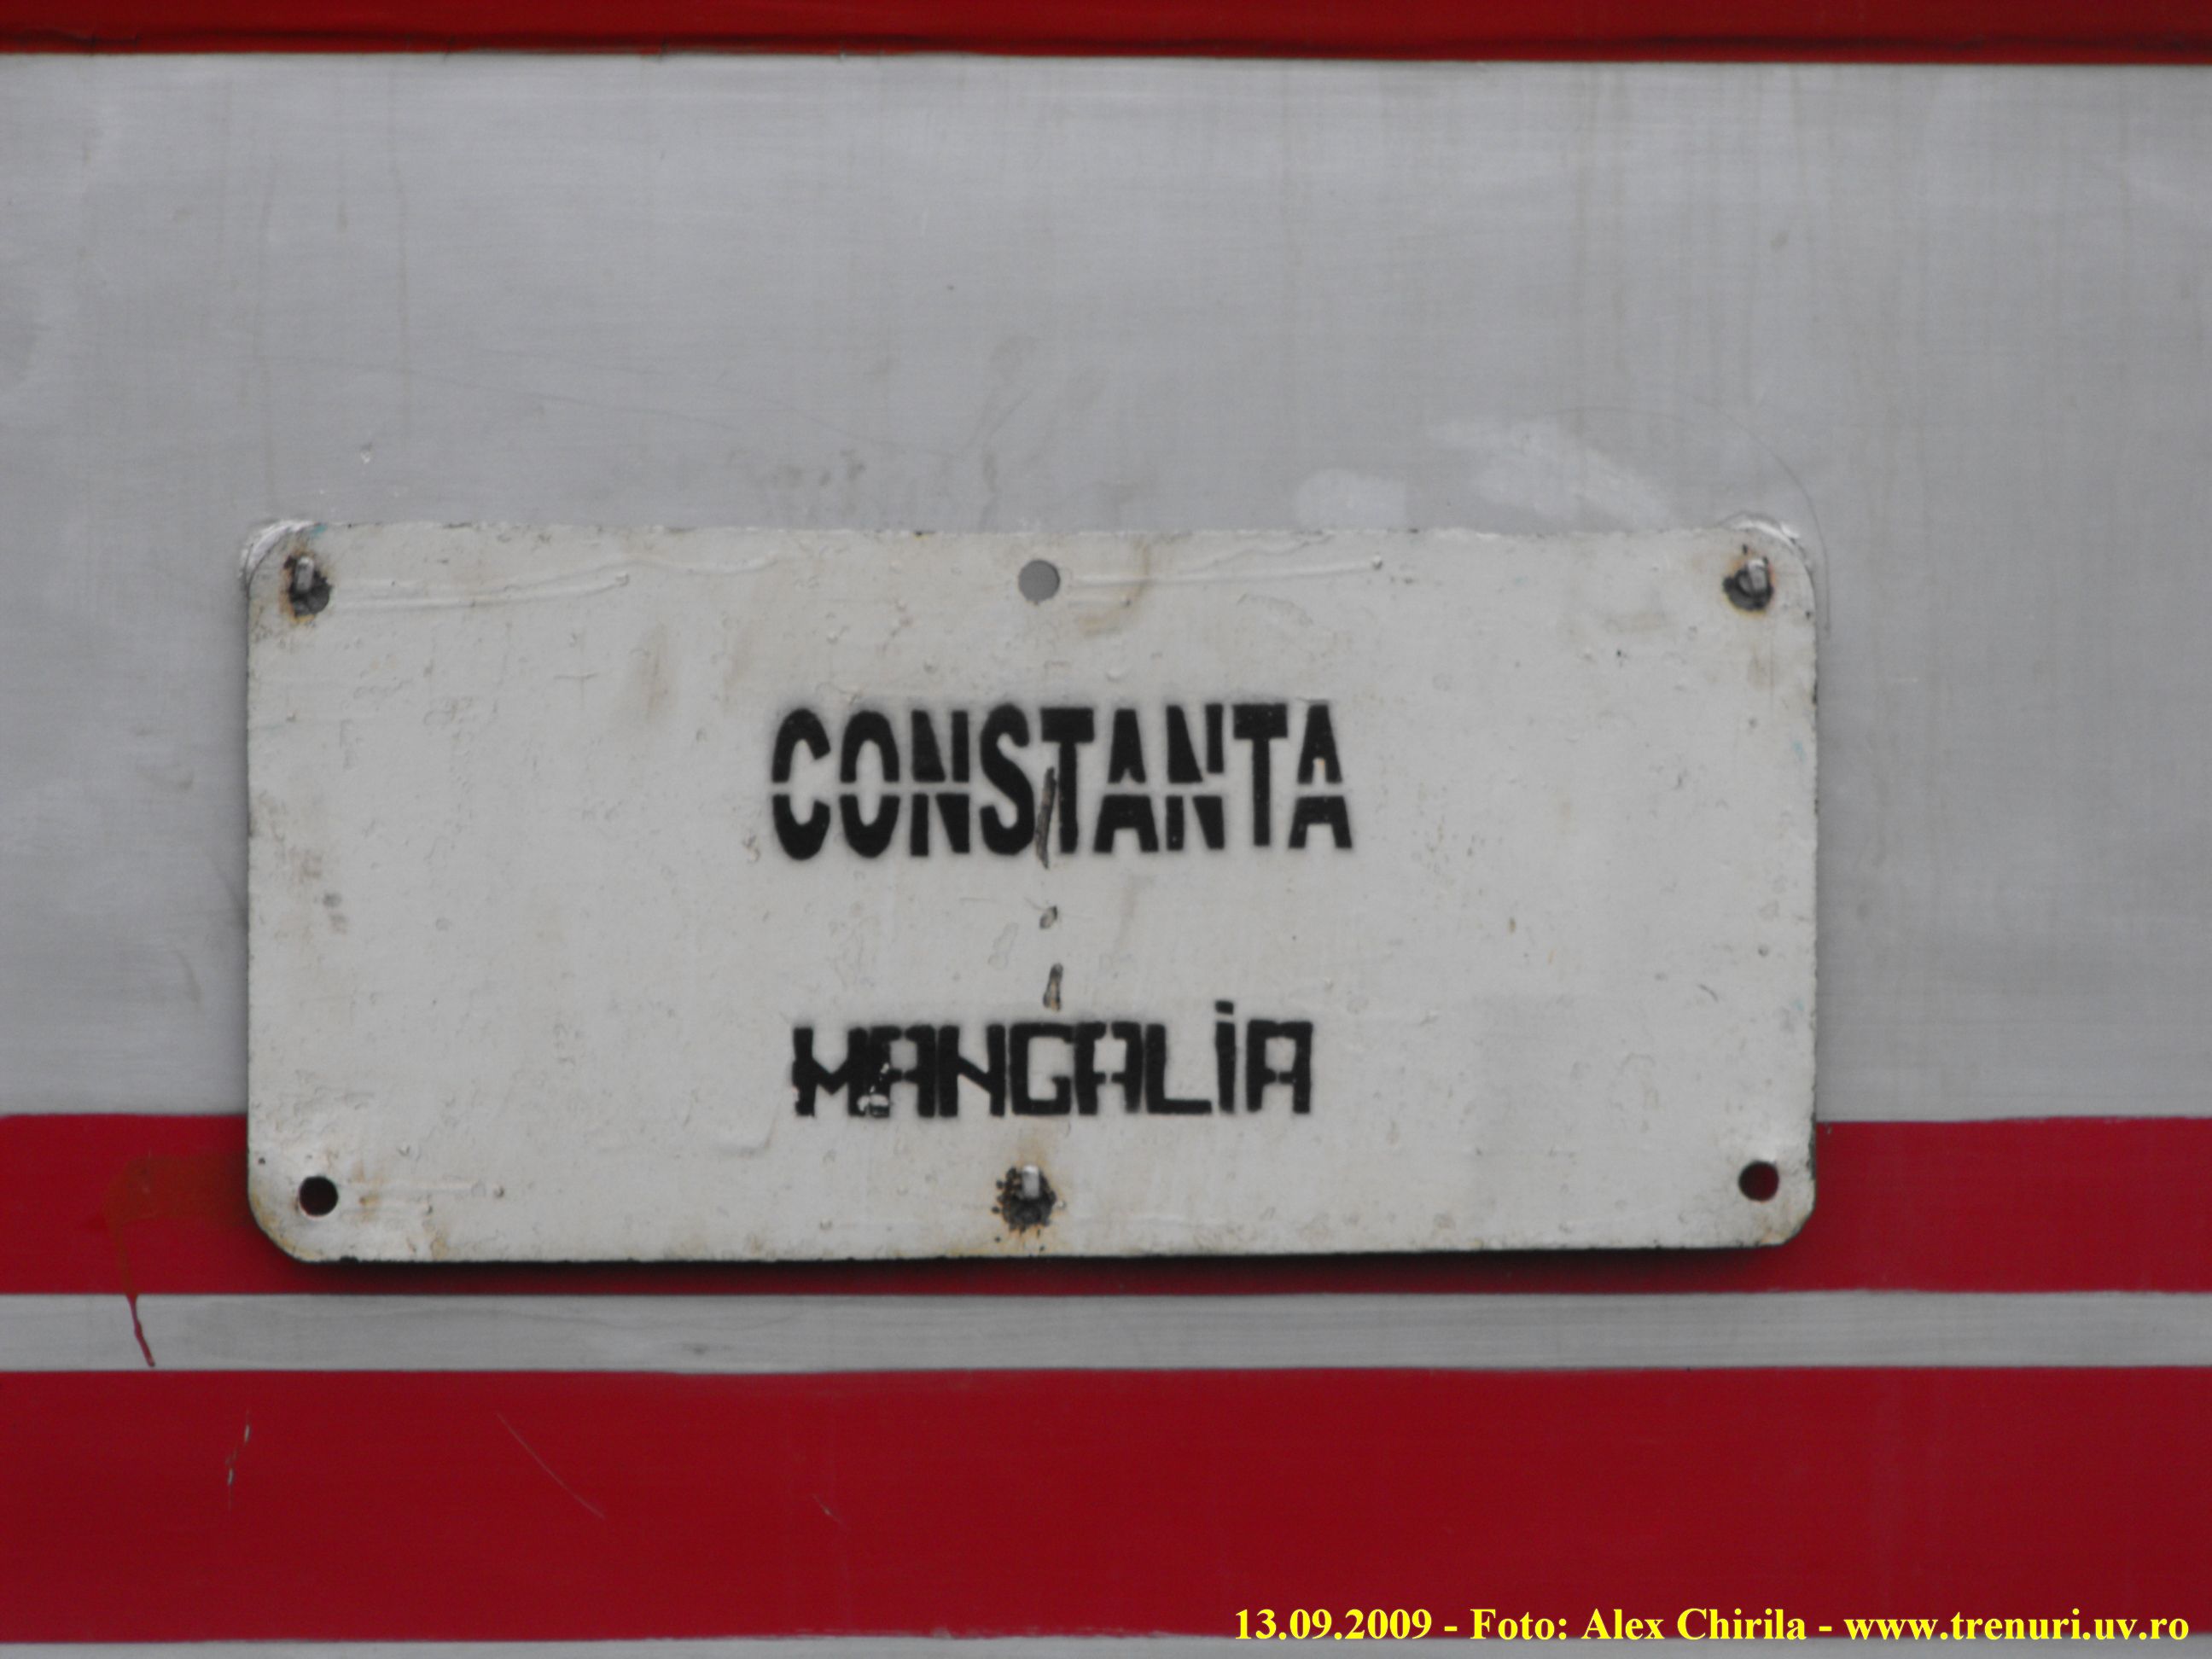 CONSTANTA
MANGALIA
13.09.2009 - Foto: Alex Chirila - www.trenuri.uv.ro